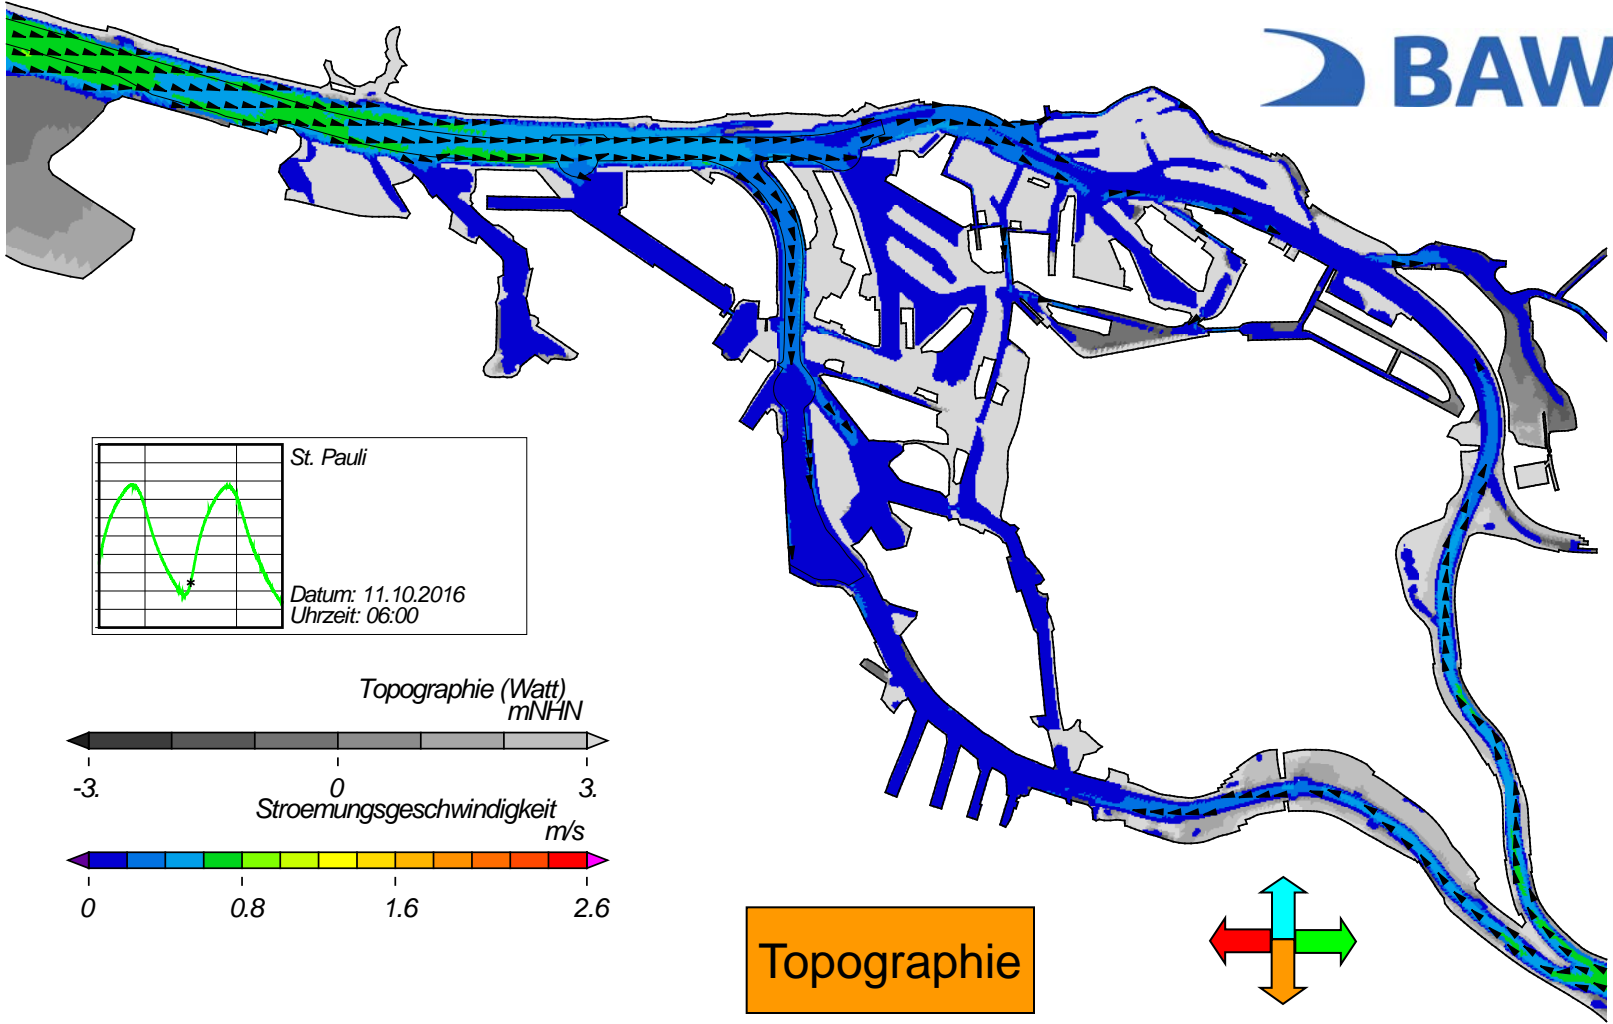 BAW
St. Pauli
Datum: 11.10.2016
Uhrzeit: 06:00
Topographie (Watt)
mNHN
-3. 0 3.
Stroemungsgeschwindigkeit
m/s
0 0.8 1.6 2.6
Topographie